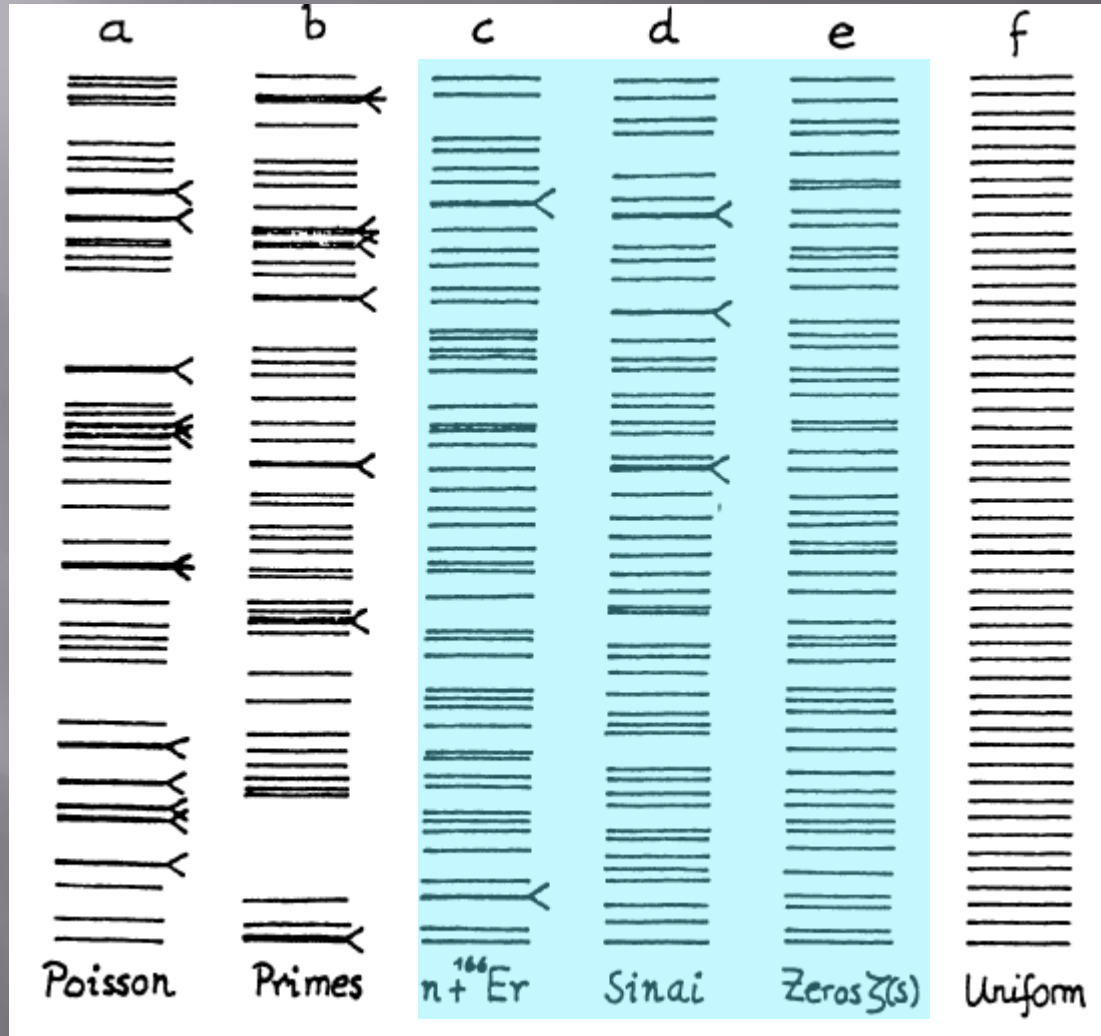 a b c d e f
Poisson Primes n+¹⁶⁶Er Sinai Zeros ζ(s) Uniform